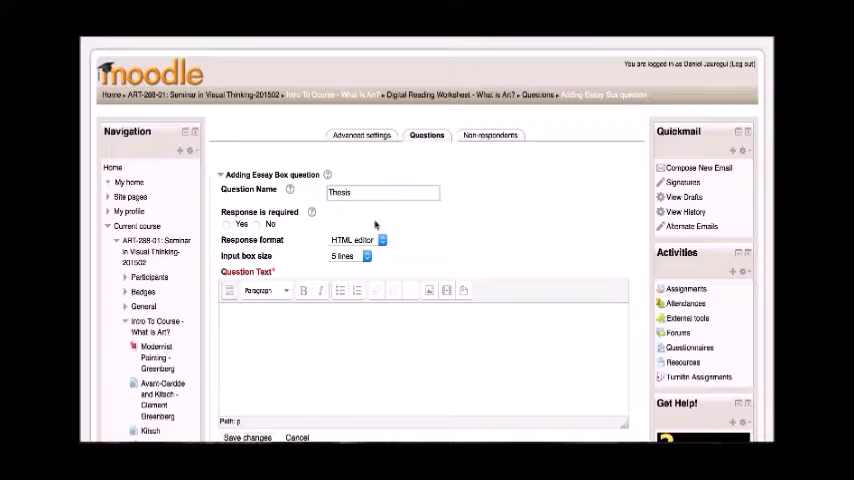 moodle
You are logged in as Daniel Jauregui (Log out)
Home ▸ ART-288-01: Seminar in Visual Thinking-201502 ▸ Intro To Course - What is Art? ▸ Digital Reading Worksheet - What is Art? ▸ Questions ▸ Adding Essay Box question
Navigation
Home
My home
Site pages
My profile
Current course
ART-288-01: Seminar
in Visual Thinking-
201502
Participants
Badges
General
Intro To Course -
What is Art?
Modernist
Painting -
Greenberg
Avant-Gardde
and Kitsch -
Clement
Greenberg
Kitsch
Advanced settings
Questions
Non-respondents
Adding Essay Box question
Question Name
Thesis
Response is required
Yes No
Response format
HTML editor
Input box size
5 lines
Question Text*
Paragraph
B I
Path: p
Save changes Cancel
Quickmail
Compose New Email
Signatures
View Drafts
View History
Alternate Emails
Activities
Assignments
Attendances
External tools
Forums
Questionnaires
Resources
Turnitin Assignments
Get Help!